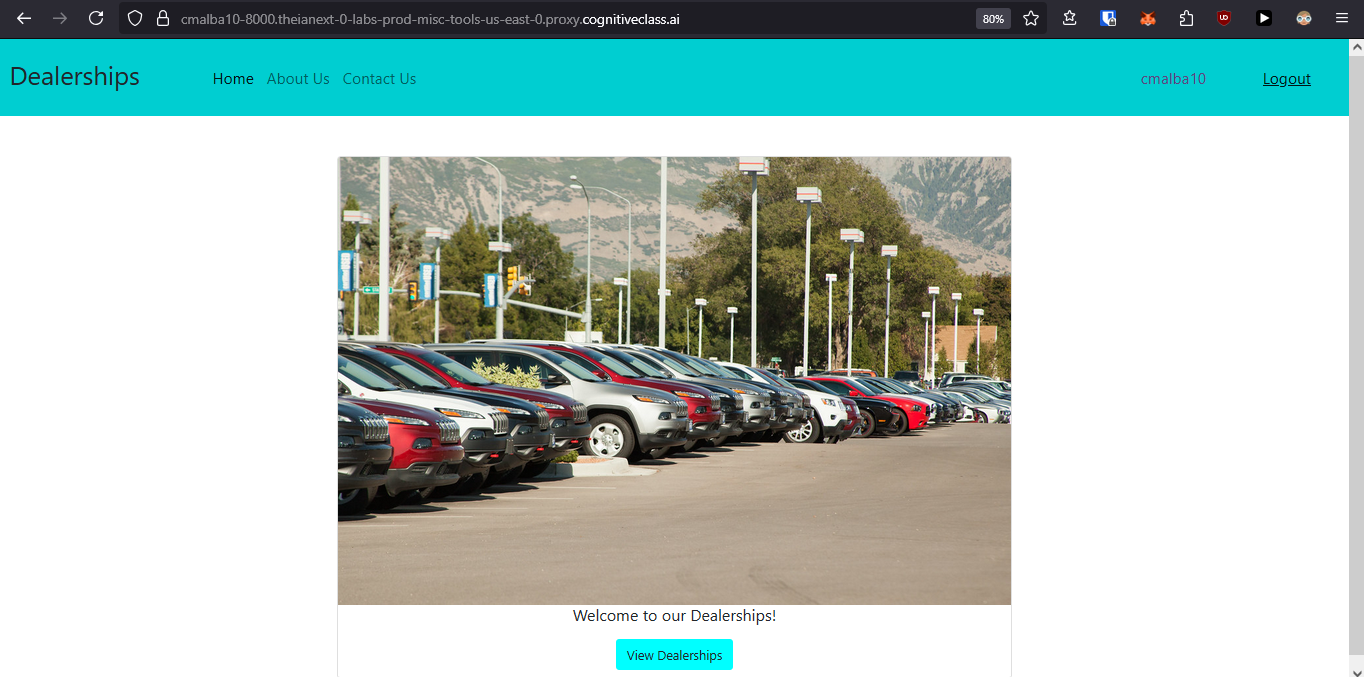 cmalba10-8000.theianext-0-labs-prod-misc-tools-us-east-0.proxy.cognitiveclass.ai
80%
Dealerships
Home About Us Contact Us
cmalba10
Logout
Welcome to our Dealerships!
View Dealerships